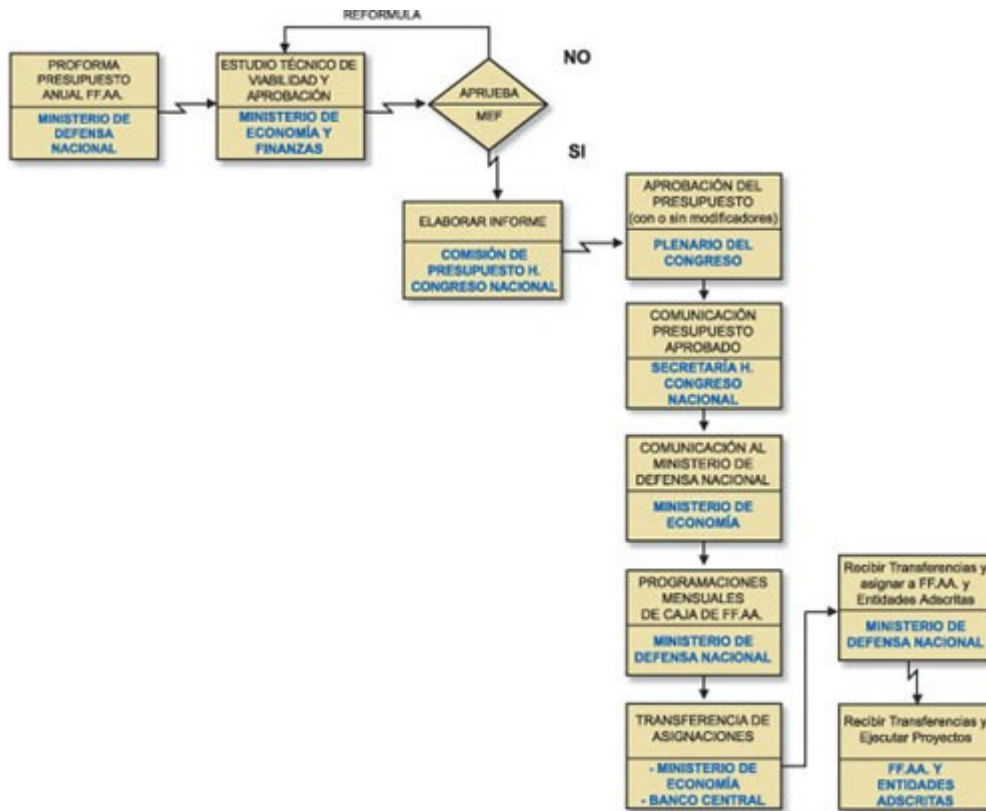 REFORMULA
NO
PROFORMA
PRESUPUESTO
ANUAL FF.AA.
MINISTERIO DE
DEFENSA
NACIONAL
ESTUDIO TÉCNICO DE
VIABILIDAD Y
APROBACIÓN
MINISTERIO DE
ECONOMÍA Y
FINANZAS
APRUEBA
MEF
SI
ELABORAR INFORME
COMISIÓN DE
PRESUPUESTO H.
CONGRESO NACIONAL
APROBACIÓN DEL
PRESUPUESTO
(con o sin modificadores)
PLENARIO DEL
CONGRESO
COMUNICACIÓN
PRESUPUESTO
APROBADO
SECRETARÍA H.
CONGRESO
NACIONAL
COMUNICACIÓN AL
MINISTERIO DE
DEFENSA NACIONAL
MINISTERIO DE
ECONOMÍA
PROGRAMACIONES
MENSUALES
DE CAJA DE FF.AA.
MINISTERIO DE
DEFENSA NACIONAL
TRANSFERENCIA DE
ASIGNACIONES
- MINISTERIO DE
ECONOMÍA
- BANCO CENTRAL
Recibir Transferencias y
asignar a FF.AA. y
Entidades Adscritas
MINISTERIO DE
DEFENSA NACIONAL
Recibir Transferencias y
Ejecutar Proyectos
FF.AA. Y
ENTIDADES
ADSCRITAS